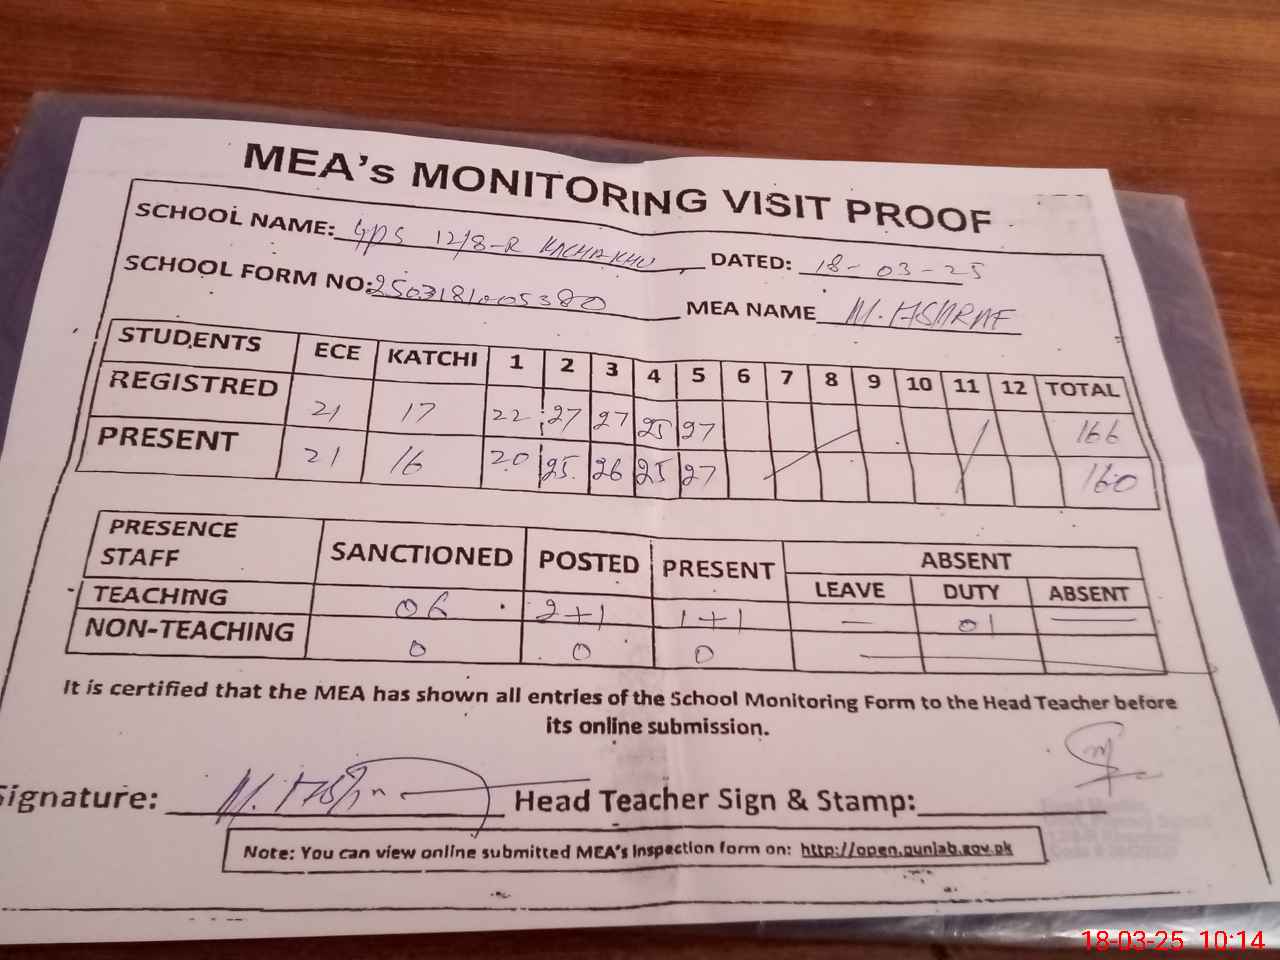 MEA's MONITORING VISIT PROOF
SCHOOL NAME: GPS 12/8-R KACHA KHU DATED: 18-03-25
SCHOOL FORM NO: MEA NAME M. ASHRAF
STUDENTS ECE KATCHI 1 2 3 4 5 6 7 8 9 10 11 12 TOTAL
REGISTRED 21 17 22 27 27 25 27 166
PRESENT 21 16 20 25 26 25 27 160
PRESENCE STAFF SANCTIONED POSTED PRESENT ABSENT
LEAVE DUTY ABSENT
TEACHING 06 2+1 1+1 — 01 —
NON-TEACHING 0 0 0
It is certified that the MEA has shown all entries of the School Monitoring Form to the Head Teacher before
its online submission.
Signature: Head Teacher Sign & Stamp:
Note: You can view online submitted MEA's Inspection form on: http://open.punjab.gov.pk
18-03-25 10:14